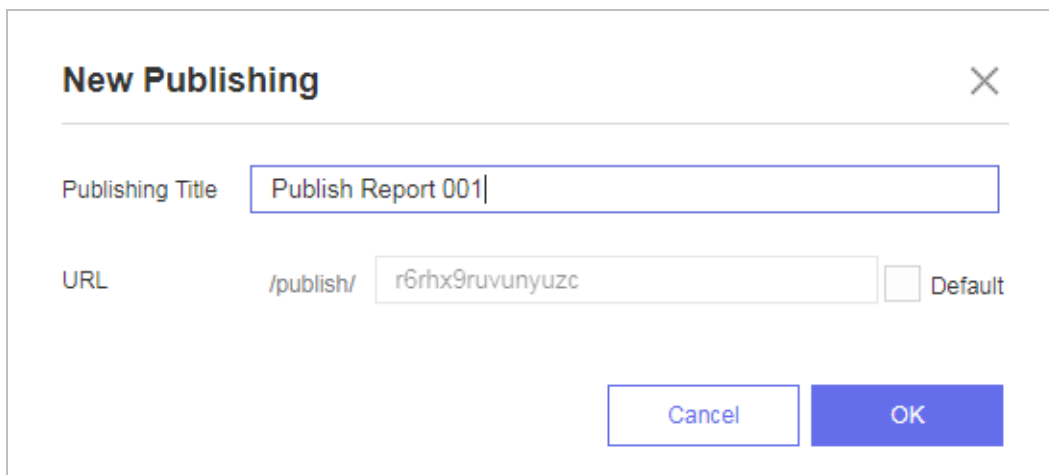 New Publishing
Publishing Title Publish Report 001
URL /publish/ r6rhx9ruvunyuzc Default
Cancel OK